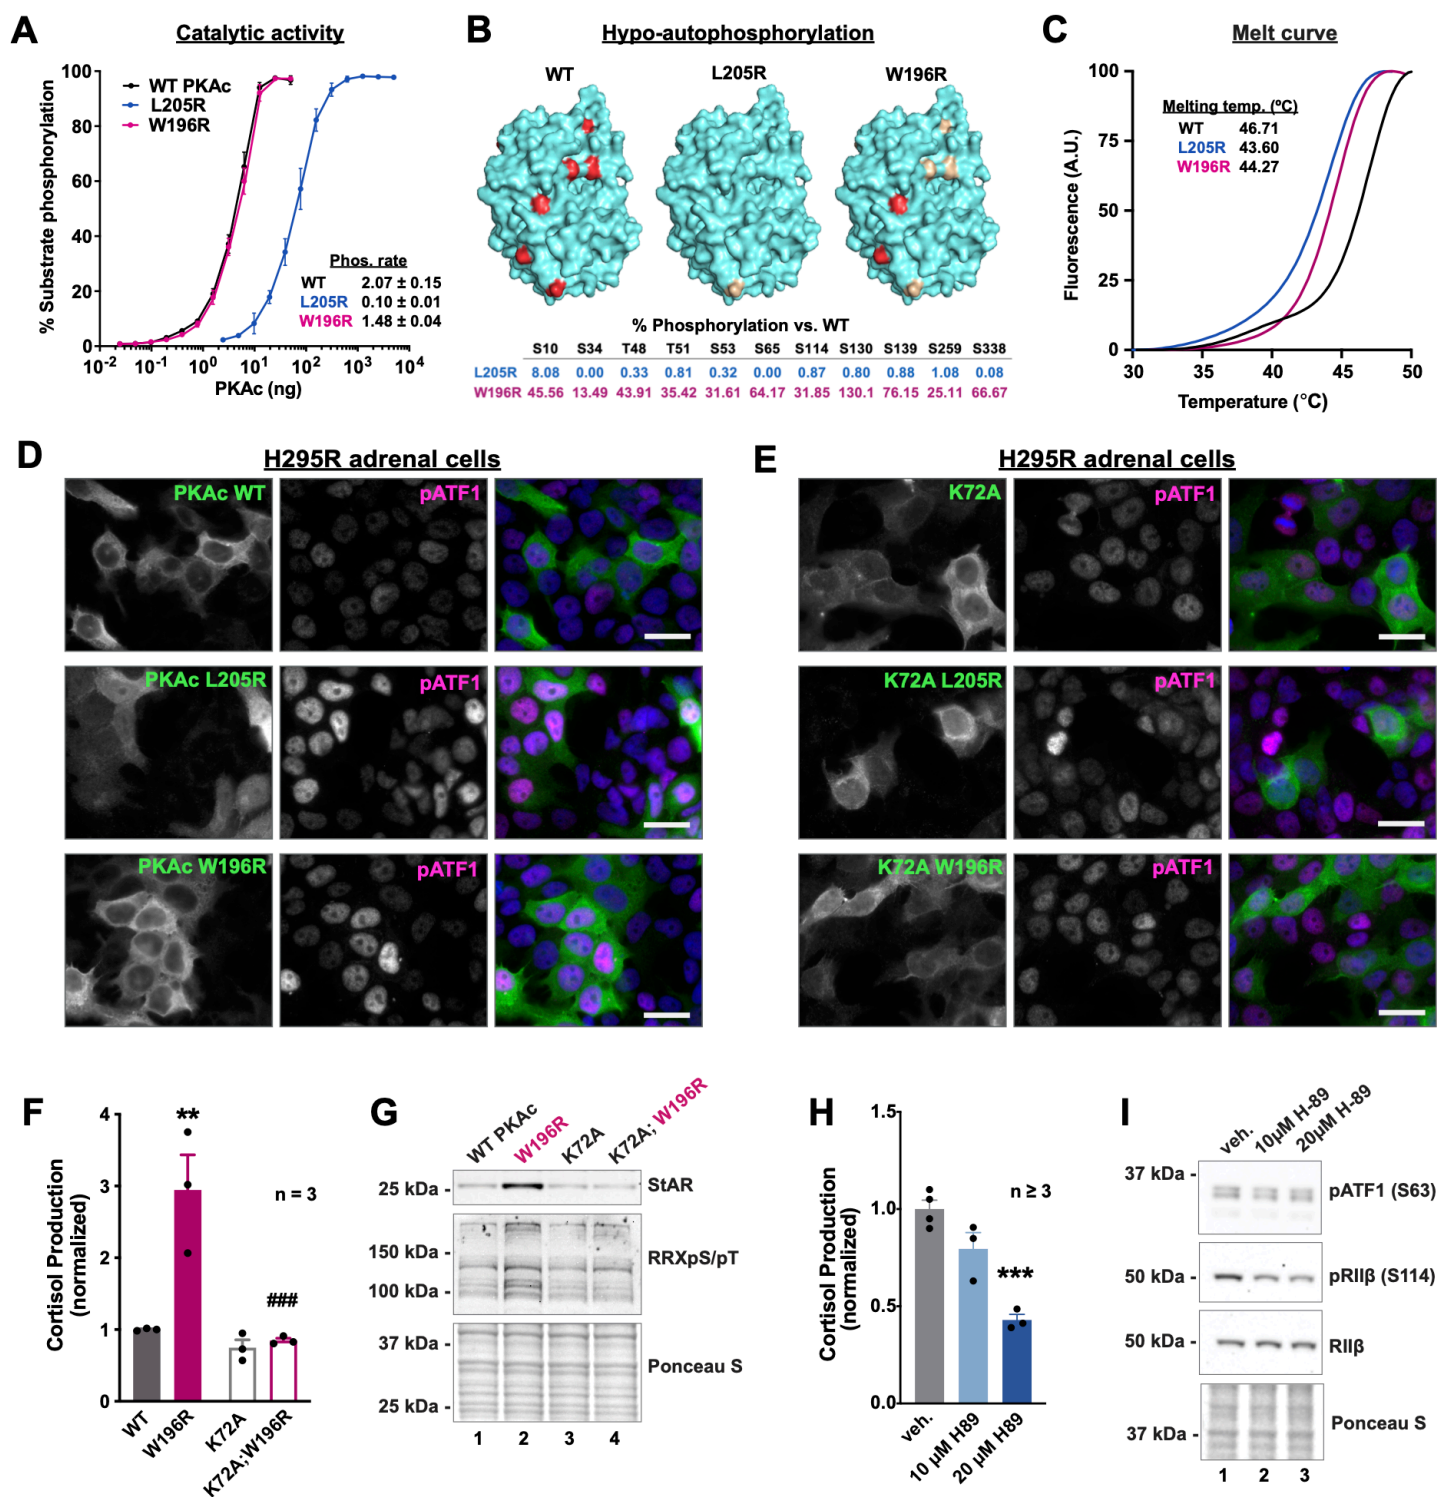 A
Catalytic activity
% Substrate phosphorylation
100
80
60
40
20
0
WT PKAc
L205R
W196R
Phos. rate
WT 2.07 ± 0.15
L205R 0.10 ± 0.01
W196R 1.48 ± 0.04
10-2 10-1 100 101 102 103 104
PKAc (ng)
B
Hypo-autophosphorylation
WT L205R W196R
% Phosphorylation vs. WT
S10 S34 T48 T51 S53 S65 S114 S130 S139 S259 S338
L205R 8.08 0.00 0.33 0.81 0.32 0.00 0.87 0.80 0.88 1.08 0.08
W196R 45.56 13.49 43.91 35.42 31.61 64.17 31.85 130.1 76.15 25.11 66.67
C
Melt curve
Fluorescence (A.U.)
100
75
50
25
0
Melting temp. (ºC)
WT 46.71
L205R 43.60
W196R 44.27
30 35 40 45 50
Temperature (°C)
D
H295R adrenal cells
PKAc WT pATF1
PKAc L205R pATF1
PKAc W196R pATF1
E
H295R adrenal cells
K72A pATF1
K72A L205R pATF1
K72A W196R pATF1
F
Cortisol Production
(normalized)
4
3
2
1
0
**
n = 3
###
WT
W196R
K72A
K72A;W196R
G
WT PKAc
W196R
K72A
K72A; W196R
25 kDa - StAR
150 kDa -
RRXpS/pT
100 kDa -
37 kDa -
Ponceau S
25 kDa -
1 2 3 4
H
Cortisol Production
(normalized)
1.5
1.0
0.5
0.0
n ≥ 3
***
veh.
10 µM H89
20 µM H89
I
veh.
10µM H-89
20µM H-89
37 kDa -
pATF1 (S63)
50 kDa - pRIIβ (S114)
50 kDa - RIIβ
Ponceau S
37 kDa -
1 2 3